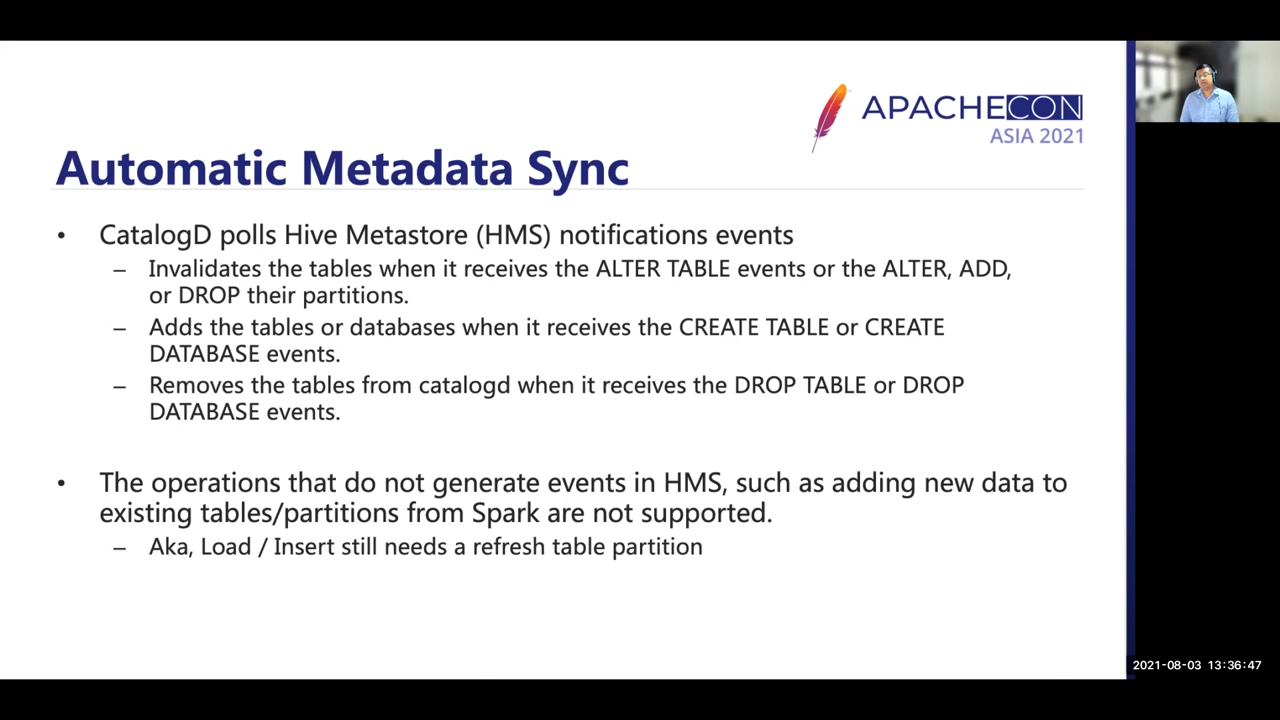 APACHECON
ASIA 2021
Automatic Metadata Sync
• CatalogD polls Hive Metastore (HMS) notifications events
– Invalidates the tables when it receives the ALTER TABLE events or the ALTER, ADD,
or DROP their partitions.
– Adds the tables or databases when it receives the CREATE TABLE or CREATE
DATABASE events.
– Removes the tables from catalogd when it receives the DROP TABLE or DROP
DATABASE events.
• The operations that do not generate events in HMS, such as adding new data to
existing tables/partitions from Spark are not supported.
– Aka, Load / Insert still needs a refresh table partition
2021-08-03 13:36:47